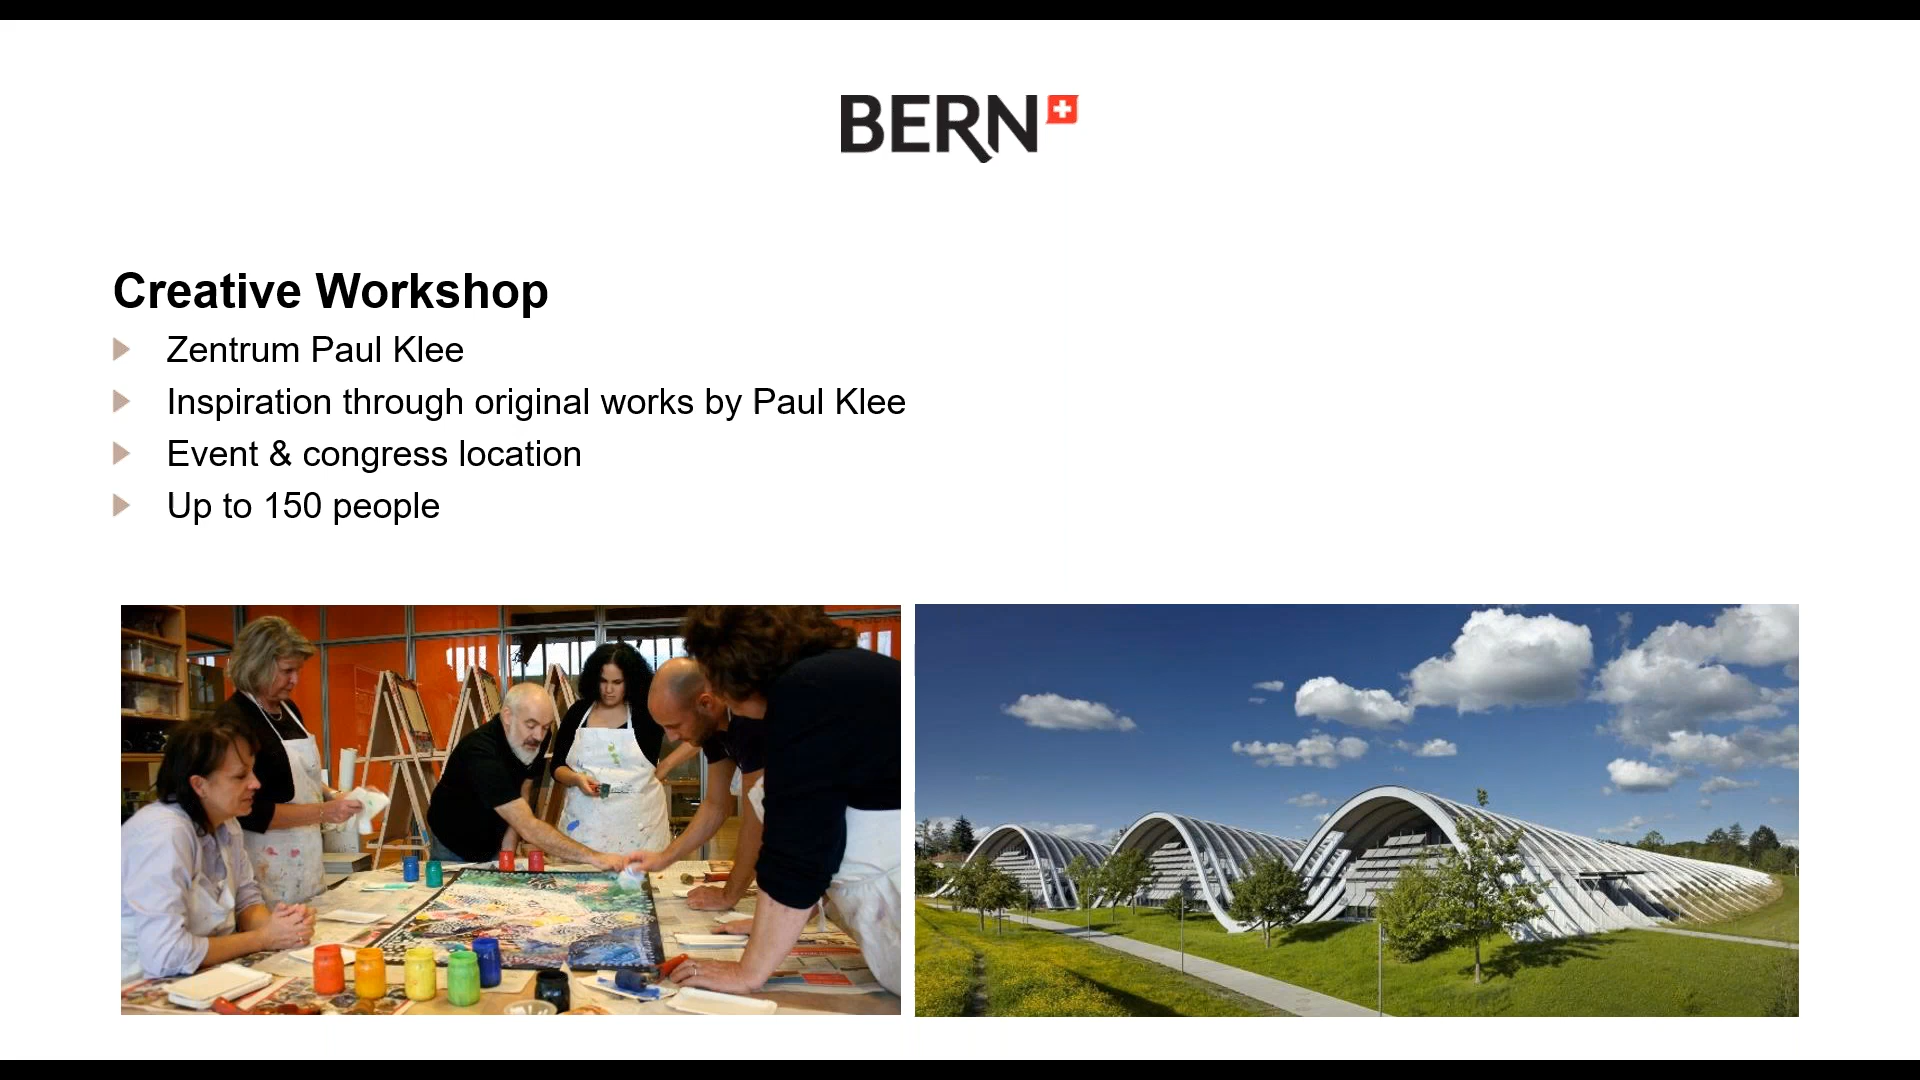 BERN
Creative Workshop
Zentrum Paul Klee
Inspiration through original works by Paul Klee
Event & congress location
Up to 150 people